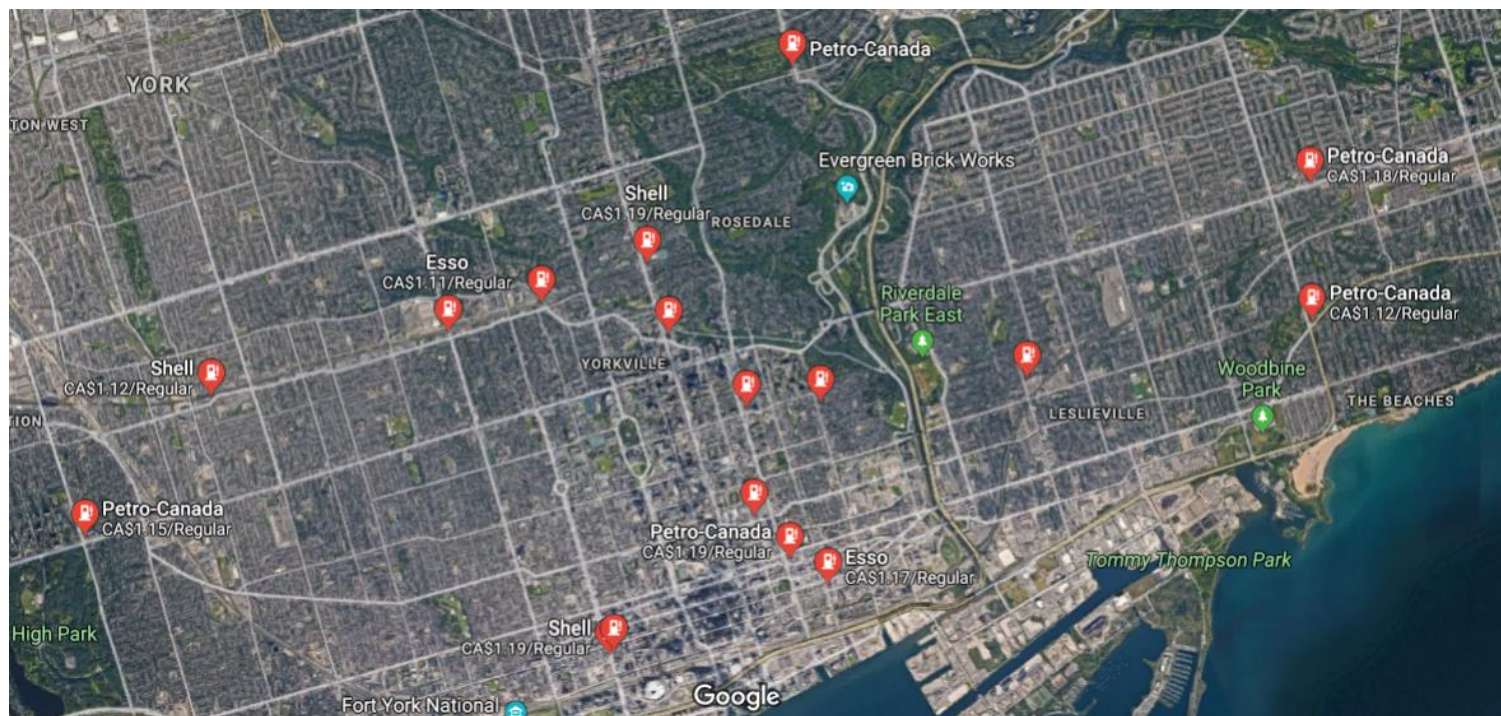 Petro-Canada
YORK
TON WEST
Petro-Canada
CA$1.18/Regular
Evergreen Brick Works
Shell
CA$1.19/Regular
ROSEDALE
Esso
CA$1.11/Regular
Riverdale
Park East
Petro-Canada
CA$1.12/Regular
YORKVILLE
Shell
CA$1.12/Regular
Woodbine
Park
THE BEACHES
LESLIEVILLE
TION
Petro-Canada
CA$1.15/Regular
Petro-Canada
CA$1.19/Regular
Esso
CA$1.17/Regular
Tommy Thompson Park
High Park
Shell
CA$1.19/Regular
Google
Fort York National